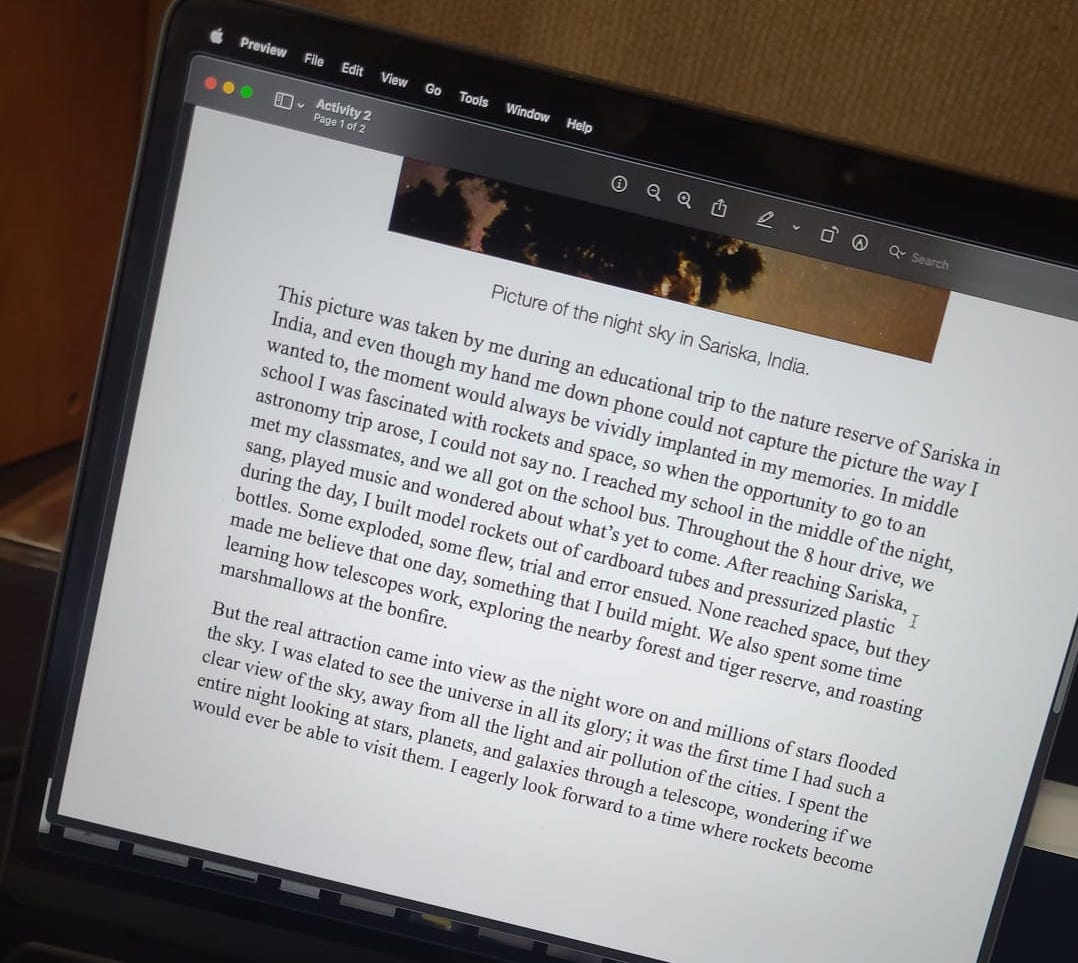 Preview File Edit View Go Tools Window Help
Activity 2
Page 1 of 2
Search
Picture of the night sky in Sariska, India.
This picture was taken by me during an educational trip to the nature reserve of Sariska in
India, and even though my hand me down phone could not capture the picture the way I
wanted to, the moment would always be vividly implanted in my memories. In middle
school I was fascinated with rockets and space, so when the opportunity to go to an
astronomy trip arose, I could not say no. I reached my school in the middle of the night,
met my classmates, and we all got on the school bus. Throughout the 8 hour drive, we
sang, played music and wondered about what's yet to come. After reaching Sariska,
during the day, I built model rockets out of cardboard tubes and pressurized plastic
bottles. Some exploded, some flew, trial and error ensued. None reached space, but they
made me believe that one day, something that I build might. We also spent some time
learning how telescopes work, exploring the nearby forest and tiger reserve, and roasting
marshmallows at the bonfire.
But the real attraction came into view as the night wore on and millions of stars flooded
the sky. I was elated to see the universe in all its glory; it was the first time I had such a
clear view of the sky, away from all the light and air pollution of the cities. I spent the
entire night looking at stars, planets, and galaxies through a telescope, wondering if we
would ever be able to visit them. I eagerly look forward to a time where rockets become